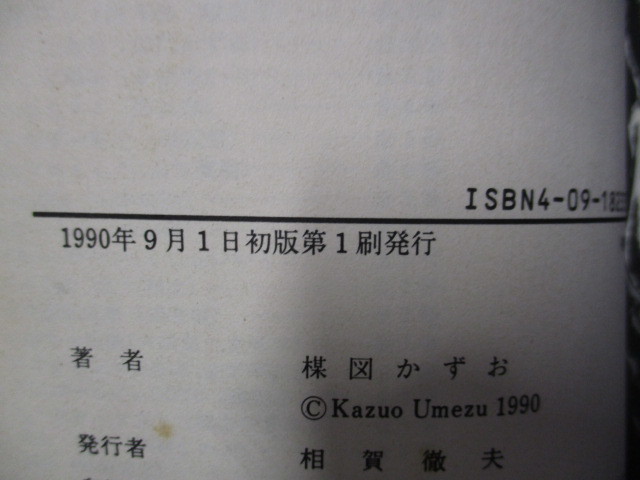 ISBN4-09-182
1990年9月1日初版第1刷発行
著者 楳図かずお
©Kazuo Umezu 1990
発行者 相賀徹夫